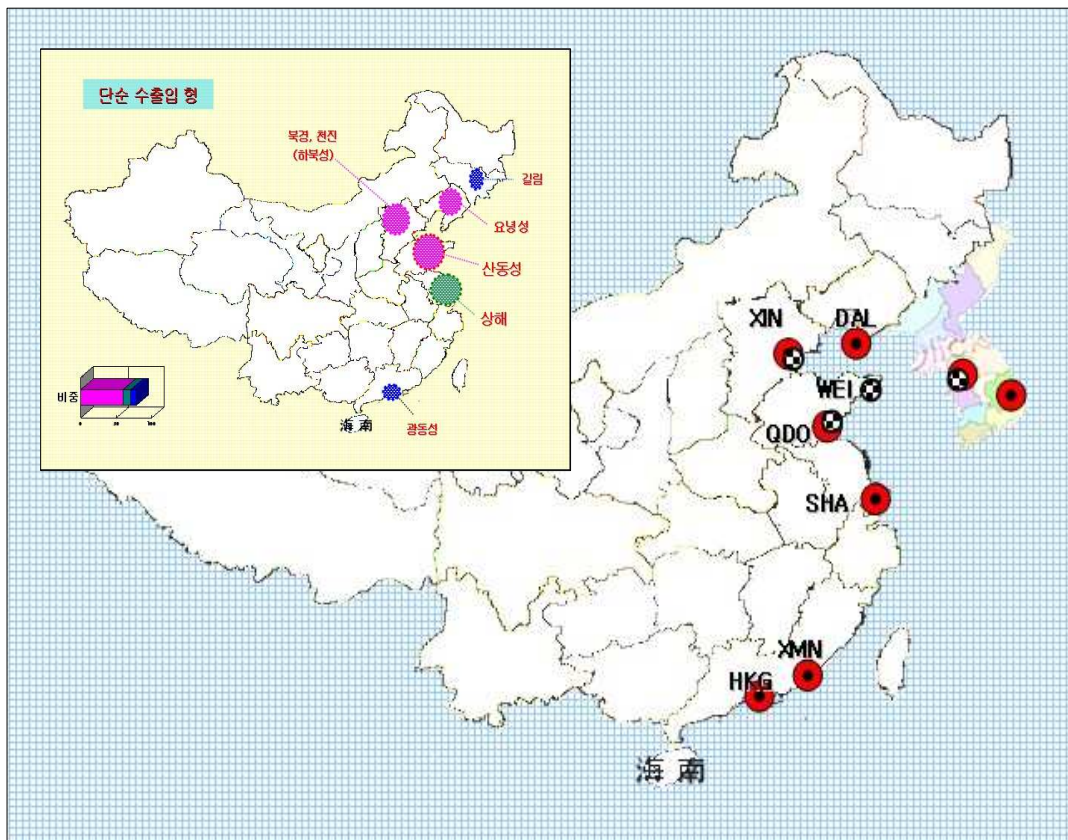 단순 수출입 형
북경, 천진
(하북성)
길림
요녕성
산동성
상해
비중
海南
광동성
XIN
DAL
WEI
QDO
SHA
XMN
HKG
海南